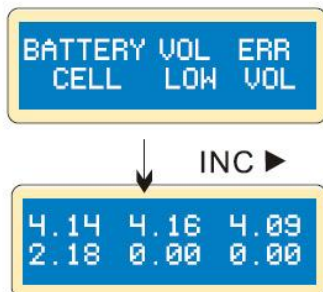 BATTERY VOL ERR
CELL LOW VOL
INC ►
4.14 4.16 4.09
2.18 0.00 0.00